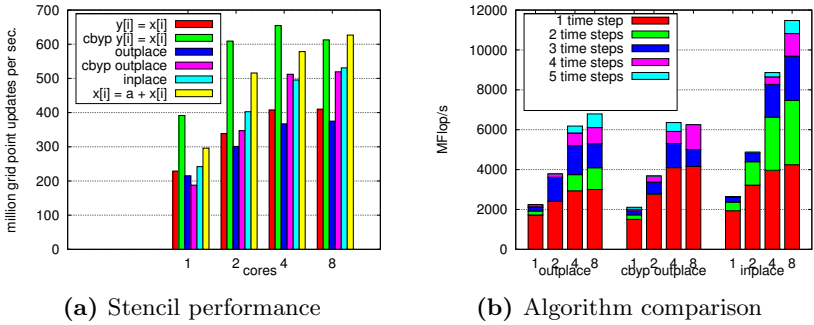 million grid point updates per sec.
700
600
500
400
300
200
100
0
y[i] = x[i]
cbyp y[i] = x[i]
outplace
cbyp outplace
inplace
x[i] = a + x[i]
1 2 4 8
cores
(a) Stencil performance
MFlop/s
12000
10000
8000
6000
4000
2000
0
1 time step
2 time steps
3 time steps
4 time steps
5 time steps
1 2 4 8 1 2 4 8 1 2 4 8
outplace cbyp outplace inplace
(b) Algorithm comparison